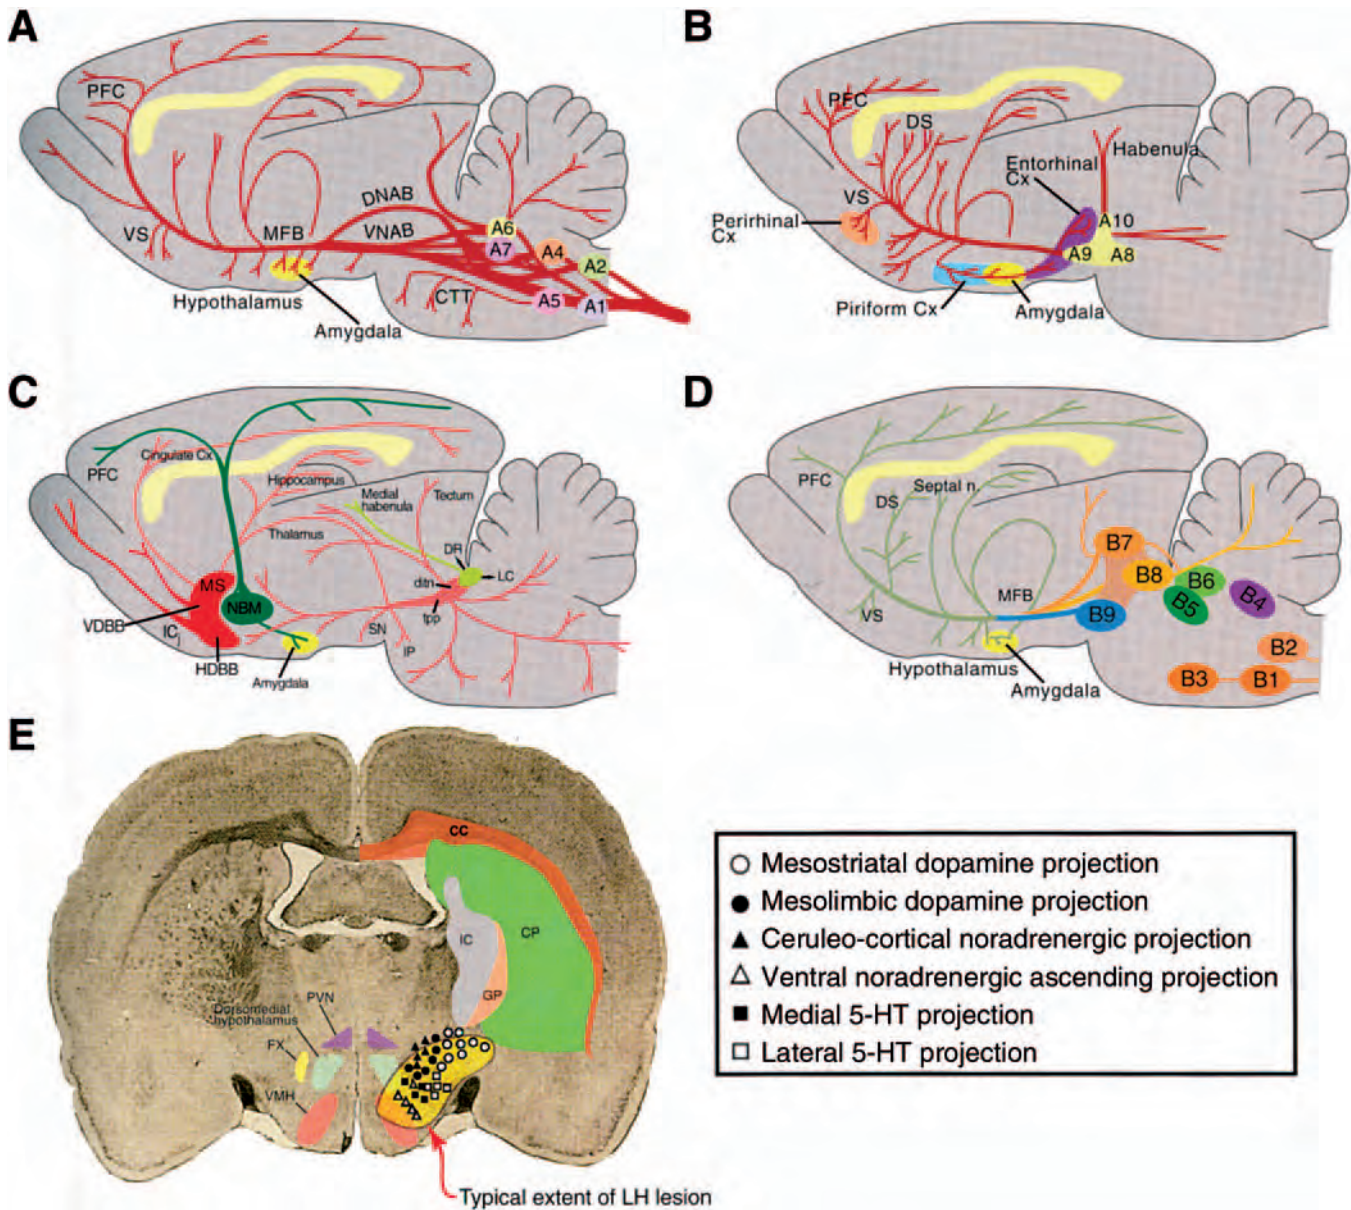 A
PFC
VS
MFB
DNAB
VNAB
A6
A7
A4
A2
A5
A1
CTT
Hypothalamus
Amygdala
B
PFC
DS
VS
Entorhinal
Cx
Habenula
Perirhinal
Cx
A10
A9
A8
Piriform Cx
Amygdala
C
PFC
Cingulate Cx
Hippocampus
Medial
habenula
Tectum
Thalamus
DR
LC
dltn
tpp
MS
NBM
VDBB
ICj
HDBB
SN
IP
Amygdala
D
PFC
DS
Septal n.
VS
MFB
B7
B8
B6
B5
B4
B9
B2
B3
B1
Hypothalamus
Amygdala
E
CC
IC
CP
GP
PVN
Dorsomedial
hypothalamus
FX
VMH
Typical extent of LH lesion
Mesostriatal dopamine projection
Mesolimbic dopamine projection
Ceruleo-cortical noradrenergic projection
Ventral noradrenergic ascending projection
Medial 5-HT projection
Lateral 5-HT projection